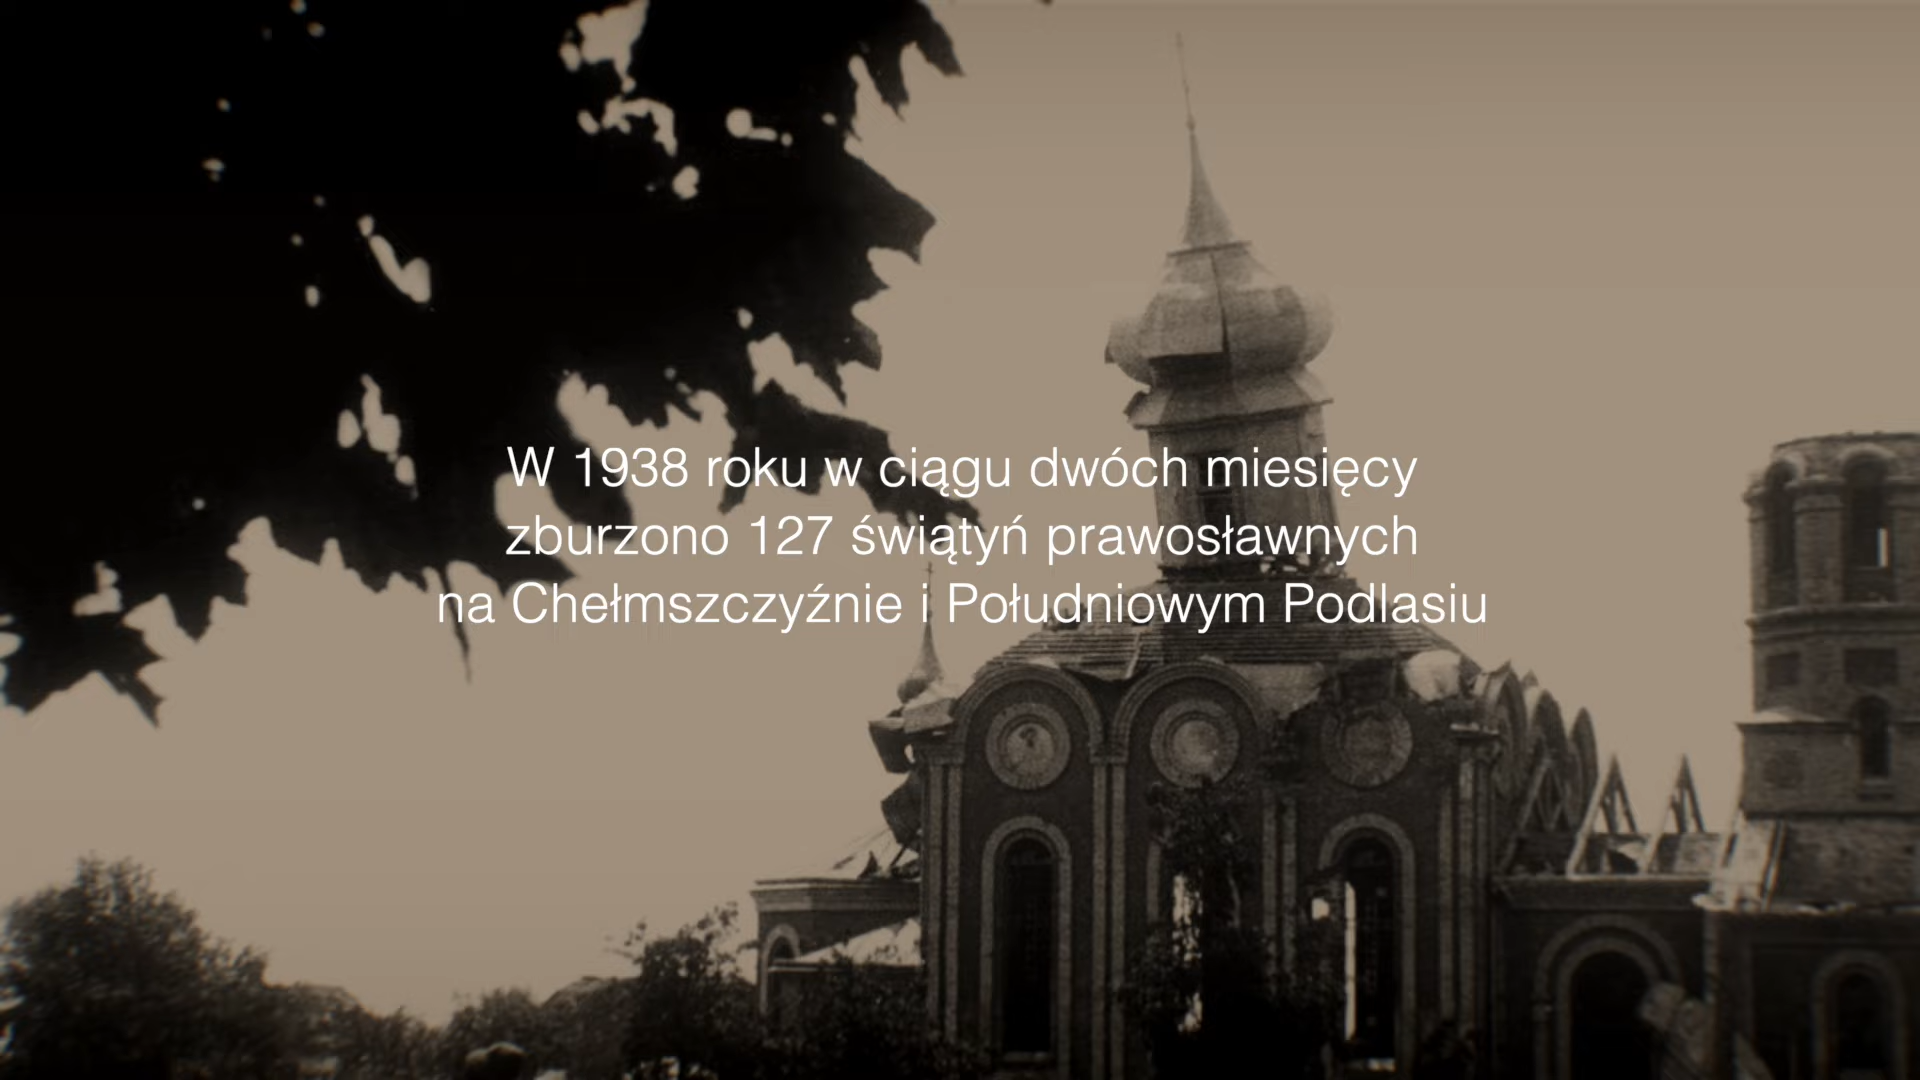 W 1938 roku w ciągu dwóch miesięcy
zburzono 127 świątyń prawosławnych
na Chełmszczyźnie i Południowym Podlasiu